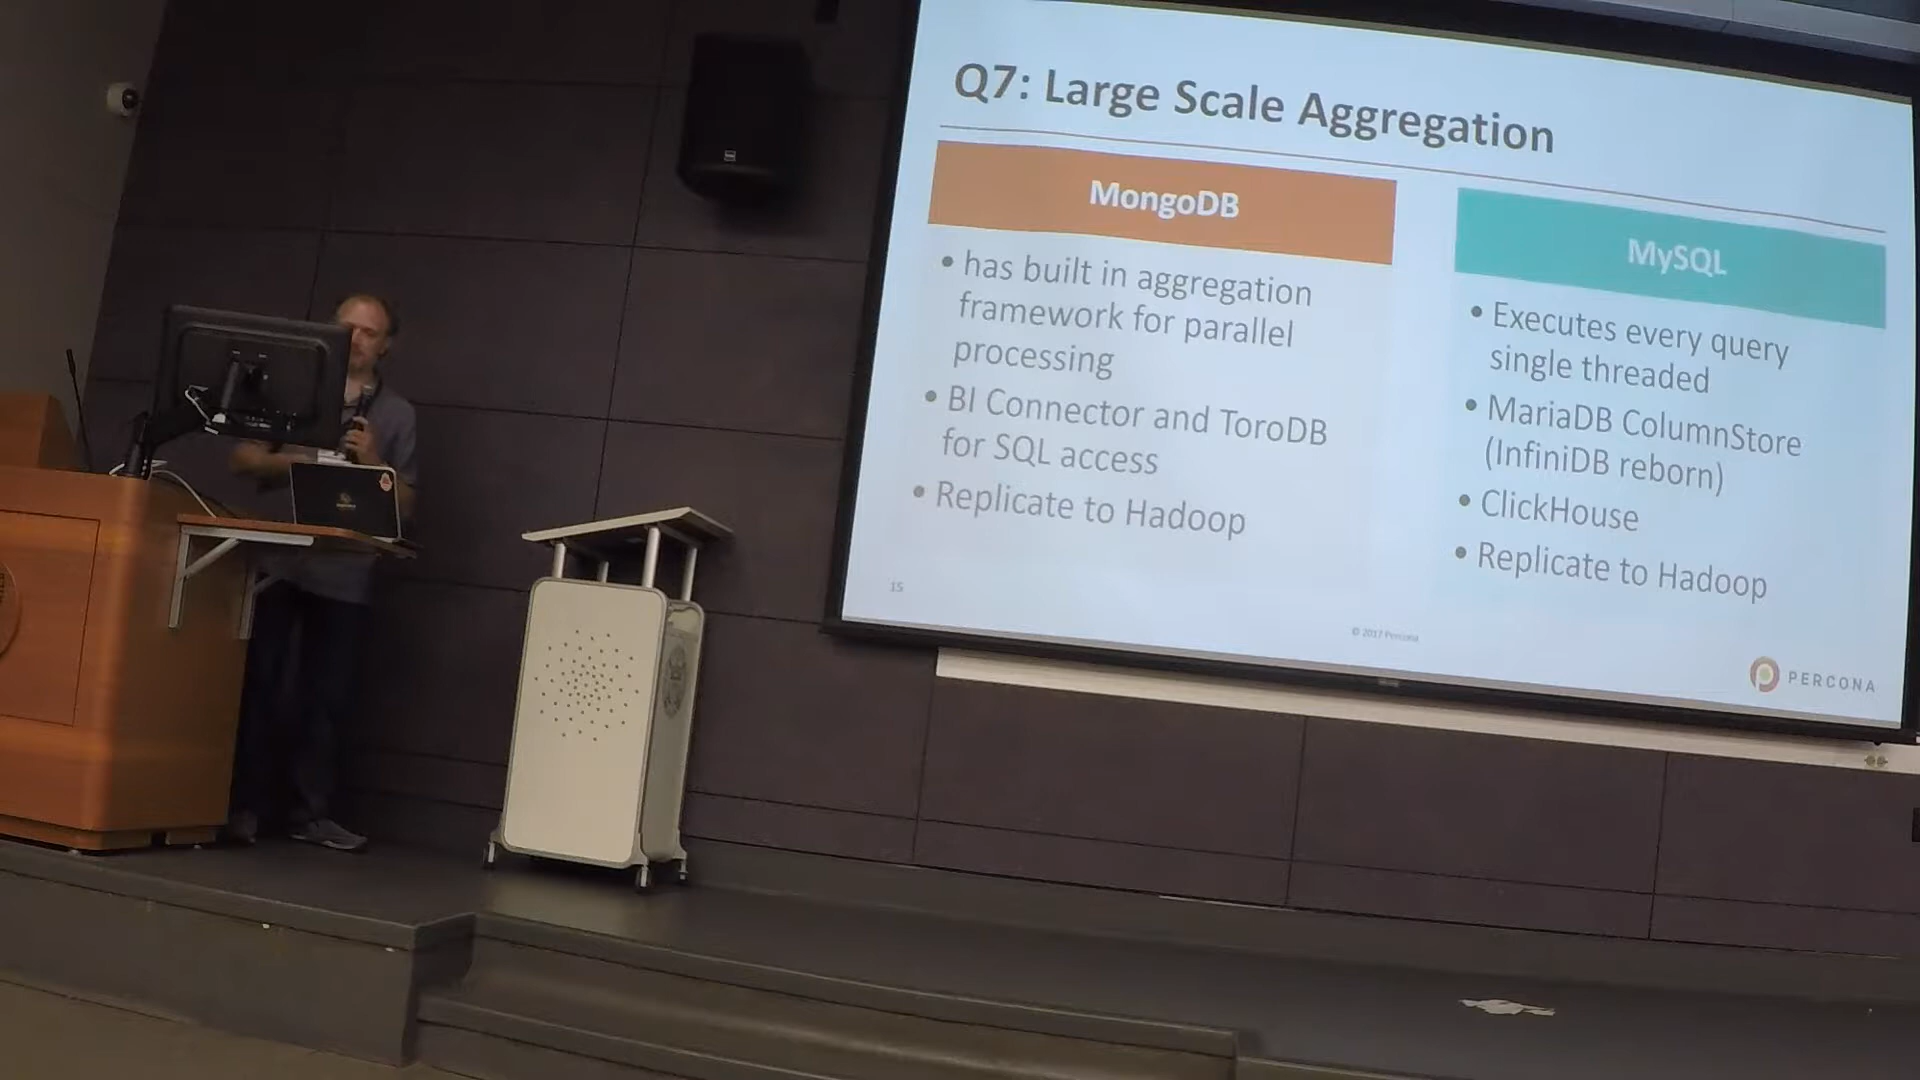 Q7: Large Scale Aggregation
MongoDB
• has built in aggregation
framework for parallel
processing
• BI Connector and ToroDB
for SQL access
• Replicate to Hadoop
MySQL
• Executes every query
single threaded
• MariaDB ColumnStore
(InfiniDB reborn)
• ClickHouse
• Replicate to Hadoop
15
© 2017 Percona
PERCONA